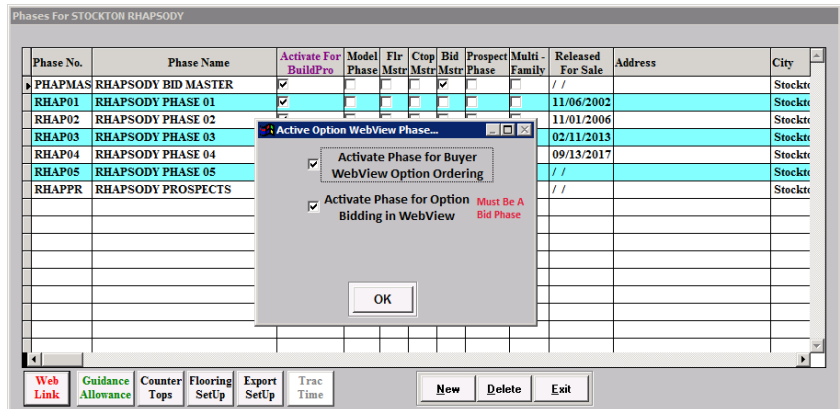 Phases For STOCKTON RHAPSODY
Phase No. Phase Name Activate For BuildPro Model Phase Flr Mstr Ctop Mstr Bid Mstr Prospect Phase Multi - Family Released For Sale Address City
PHAPMAS RHAPSODY BID MASTER / / Stockto
RHAP01 RHAPSODY PHASE 01 11/06/2002 Stockto
RHAP02 RHAPSODY PHASE 02 11/01/2006 Stockto
RHAP03 RHAPSODY PHASE 03 02/11/2013 Stockto
RHAP04 RHAPSODY PHASE 04 09/13/2017 Stockto
RHAP05 RHAPSODY PHASE 05 / / Stockto
RHAPPR RHAPSODY PROSPECTS / / Stockto
Active Option WebView Phase...
Activate Phase for Buyer
WebView Option Ordering
Activate Phase for Option
Bidding in WebView
Must Be A
Bid Phase
OK
Web
Link
Guidance
Allowance
Counter
Tops
Flooring
SetUp
Export
SetUp
Trac
Time
New
Delete
Exit